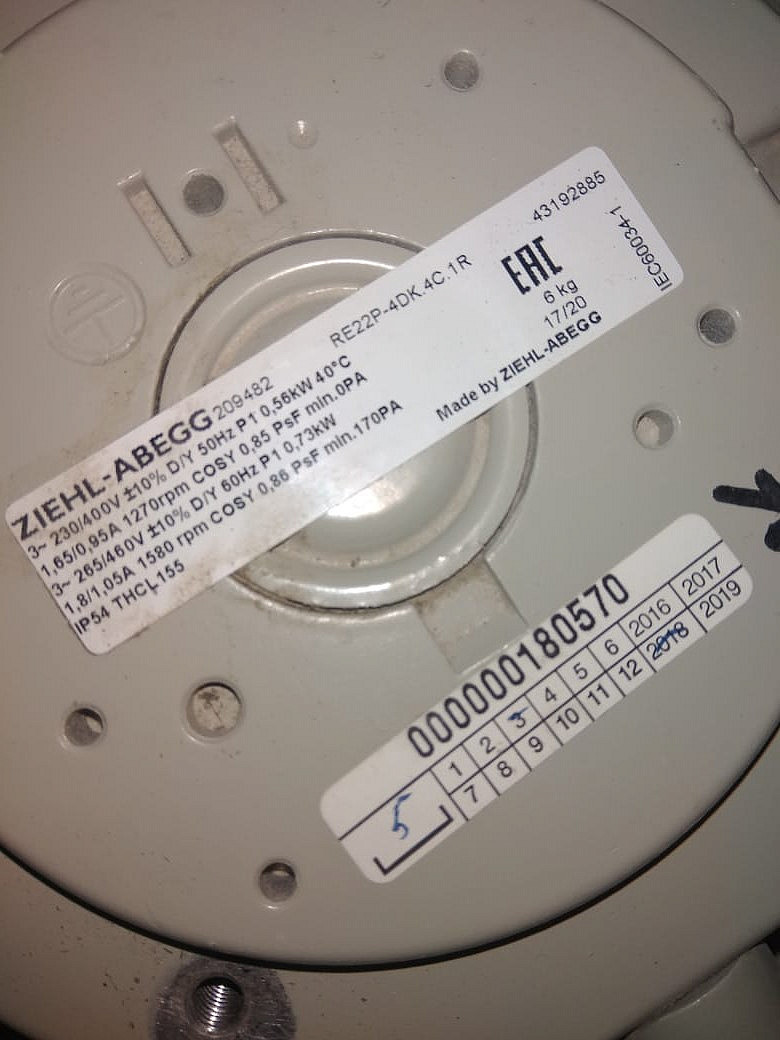 43192885
RE22P-4DK.4C.1R
EAC
IEC60034-1
6 kg
17/20
ZIEHL-ABEGG 209482
3~ 230/400V ±10% D/Y 50Hz P1 0,56kW 40°C
1,65/0,95A 1270rpm COSY 0,85 PsF min.0PA
3~ 265/460V ±10% D/Y 60Hz P1 0,73kW
1,8/1,05A 1580 rpm COSY 0,86 PsF min.170PA
IP54 THCL155
Made by ZIEHL-ABEGG
000000180570
1 2 3 4 5 6 2016 2017
7 8 9 10 11 12 2018 2019
5